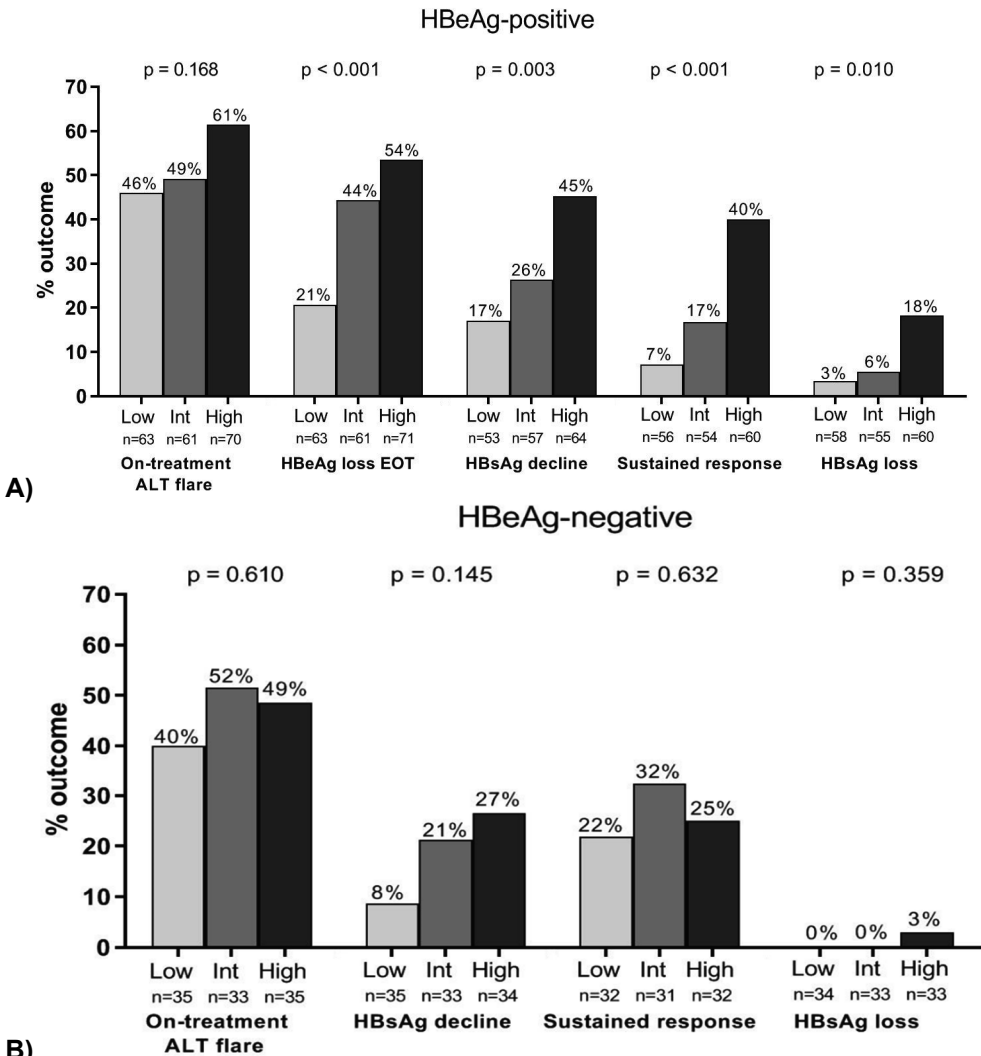 HBeAg-positive
p = 0.168 p < 0.001 p = 0.003 p < 0.001 p = 0.010
% outcome
70
60
50
40
30
20
10
0
46% 49% 61%
21% 44% 54%
17% 26% 45%
7% 17% 40%
3% 6% 18%
Low Int High Low Int High Low Int High Low Int High Low Int High
n=63 n=61 n=70 n=63 n=61 n=71 n=53 n=57 n=64 n=56 n=54 n=60 n=58 n=55 n=60
On-treatment HBeAg loss EOT HBsAg decline Sustained response HBsAg loss
ALT flare
A)
HBeAg-negative
p = 0.610 p = 0.145 p = 0.632 p = 0.359
% outcome
70
60
50
40
30
20
10
0
40% 52% 49%
8% 21% 27%
22% 32% 25%
0% 0% 3%
Low Int High Low Int High Low Int High Low Int High
n=35 n=33 n=35 n=35 n=33 n=34 n=32 n=31 n=32 n=34 n=33 n=33
On-treatment HBsAg decline Sustained response HBsAg loss
ALT flare
B)